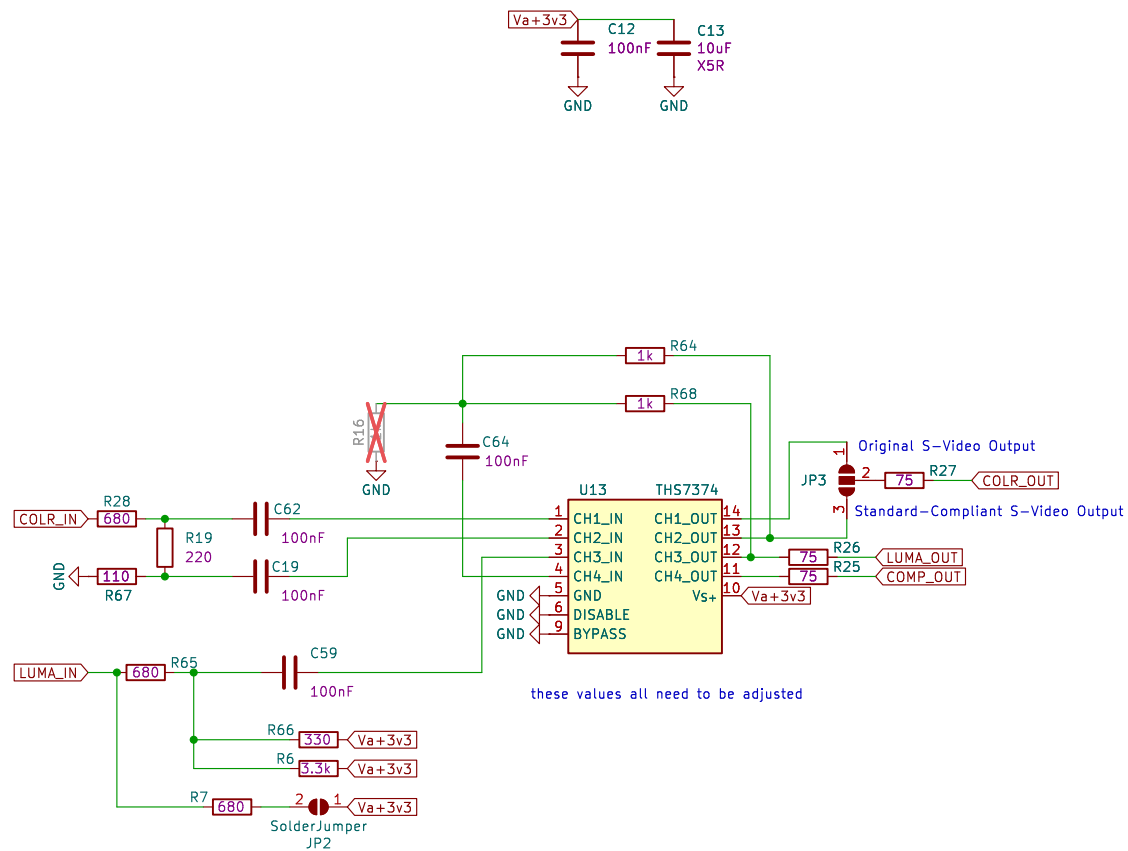 Va+3v3
C12
100nF
C13
10uF
X5R
GND
GND
1k
R64
1k
R68
R16
C64
100nF
GND
Original S-Video Output
1
JP3
2
75
R27
COLR_OUT
3
Standard-Compliant S-Video Output
U13
THS7374
R28
COLR_IN
680
C62
100nF
1
CH1_IN
CH1_OUT
14
R19
220
2
CH2_IN
CH2_OUT
13
3
CH3_IN
CH3_OUT
12
75
R26
LUMA_OUT
GND
110
R67
C19
100nF
4
CH4_IN
CH4_OUT
11
75
R25
COMP_OUT
GND
5
GND
Vs+
10
Va+3v3
GND
6
DISABLE
GND
9
BYPASS
LUMA_IN
680
R65
C59
100nF
these values all need to be adjusted
R66
330
Va+3v3
R6
3.3k
Va+3v3
R7
680
2
1
Va+3v3
SolderJumper
JP2